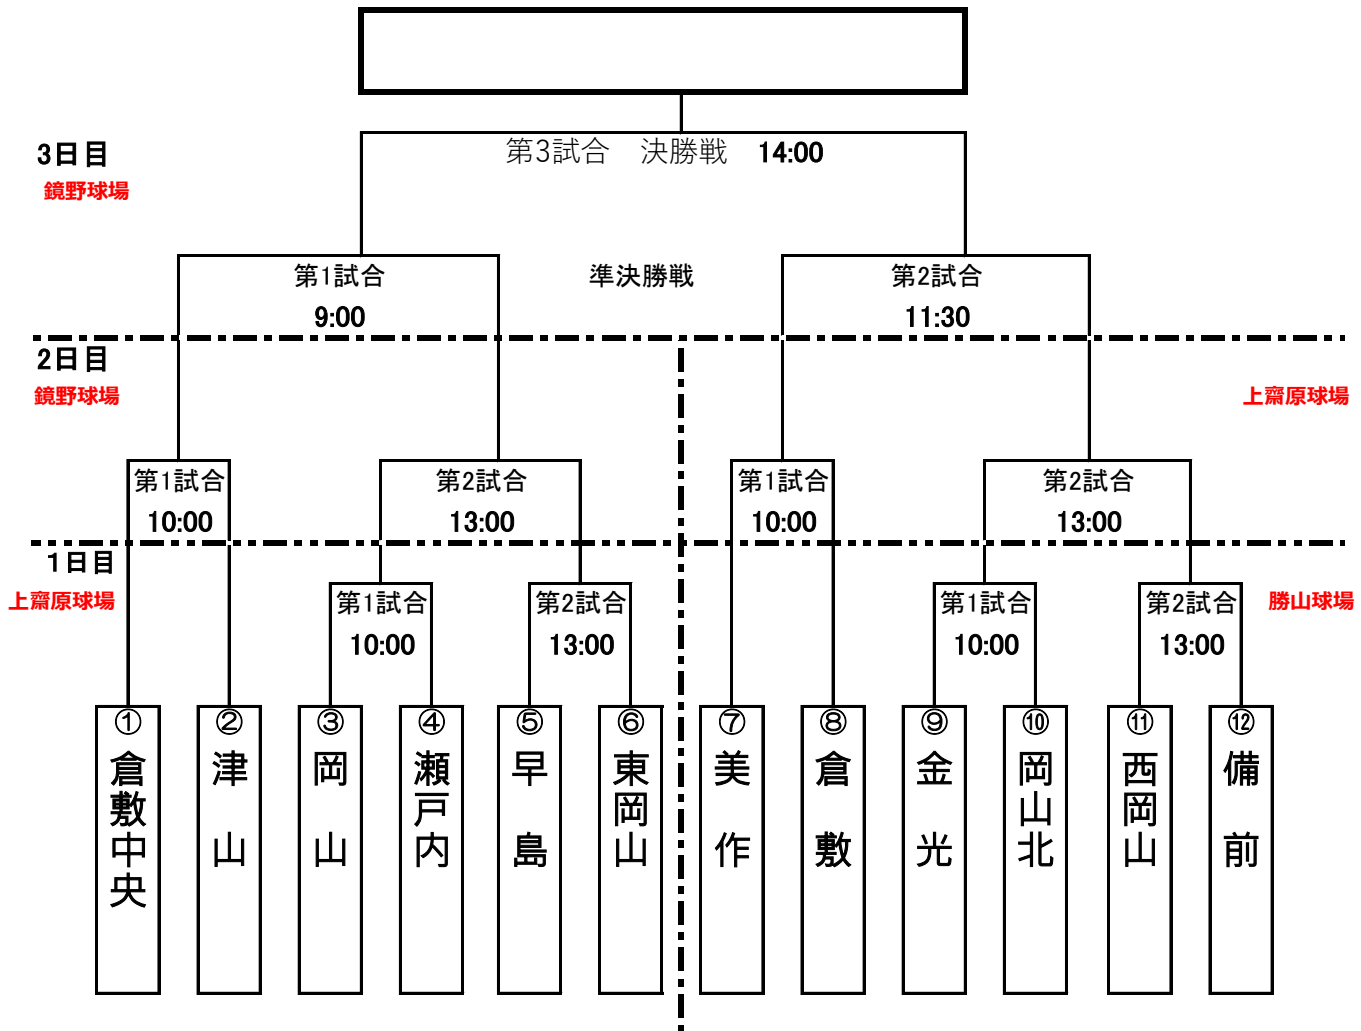 第3試合　決勝戦　14:00
3日目
鏡野球場
第1試合
準決勝戦
第2試合
9:00
11:30
2日目
鏡野球場
上齋原球場
第1試合
第2試合
第1試合
第2試合
10:00
13:00
10:00
13:00
1日目
上齋原球場
勝山球場
第1試合
第2試合
第1試合
第2試合
10:00
13:00
10:00
13:00
①倉敷中央
②津山
③岡山
④瀬戸内
⑤早島
⑥東岡山
⑦美作
⑧倉敷
⑨金光
⑩岡山北
⑪西岡山
⑫備前